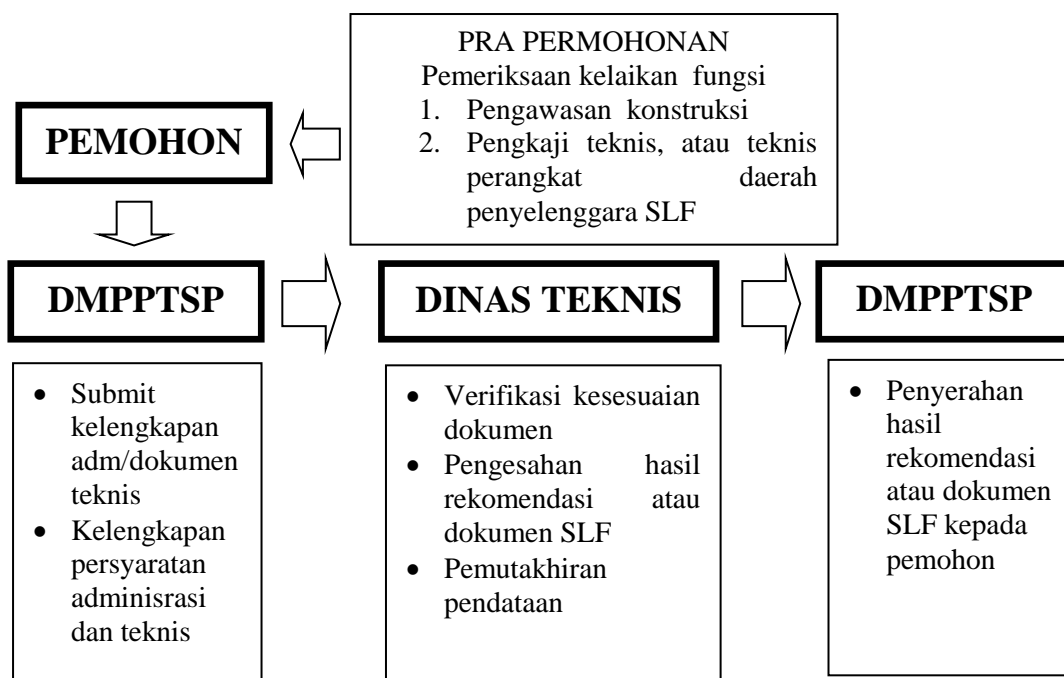 PRA PERMOHONAN
Pemeriksaan kelaikan fungsi
1. Pengawasan konstruksi
2. Pengkaji teknis, atau teknis
perangkat daerah
penyelenggara SLF
PEMOHON
DMPPTSP
DINAS TEKNIS
DMPPTSP
• Submit
kelengkapan
adm/dokumen
teknis
• Kelengkapan
persyaratan
adminisrasi
dan teknis
• Verifikasi kesesuaian
dokumen
• Pengesahan hasil
rekomendasi atau
dokumen SLF
• Pemutakhiran
pendataan
• Penyerahan
hasil
rekomendasi
atau dokumen
SLF kepada
pemohon